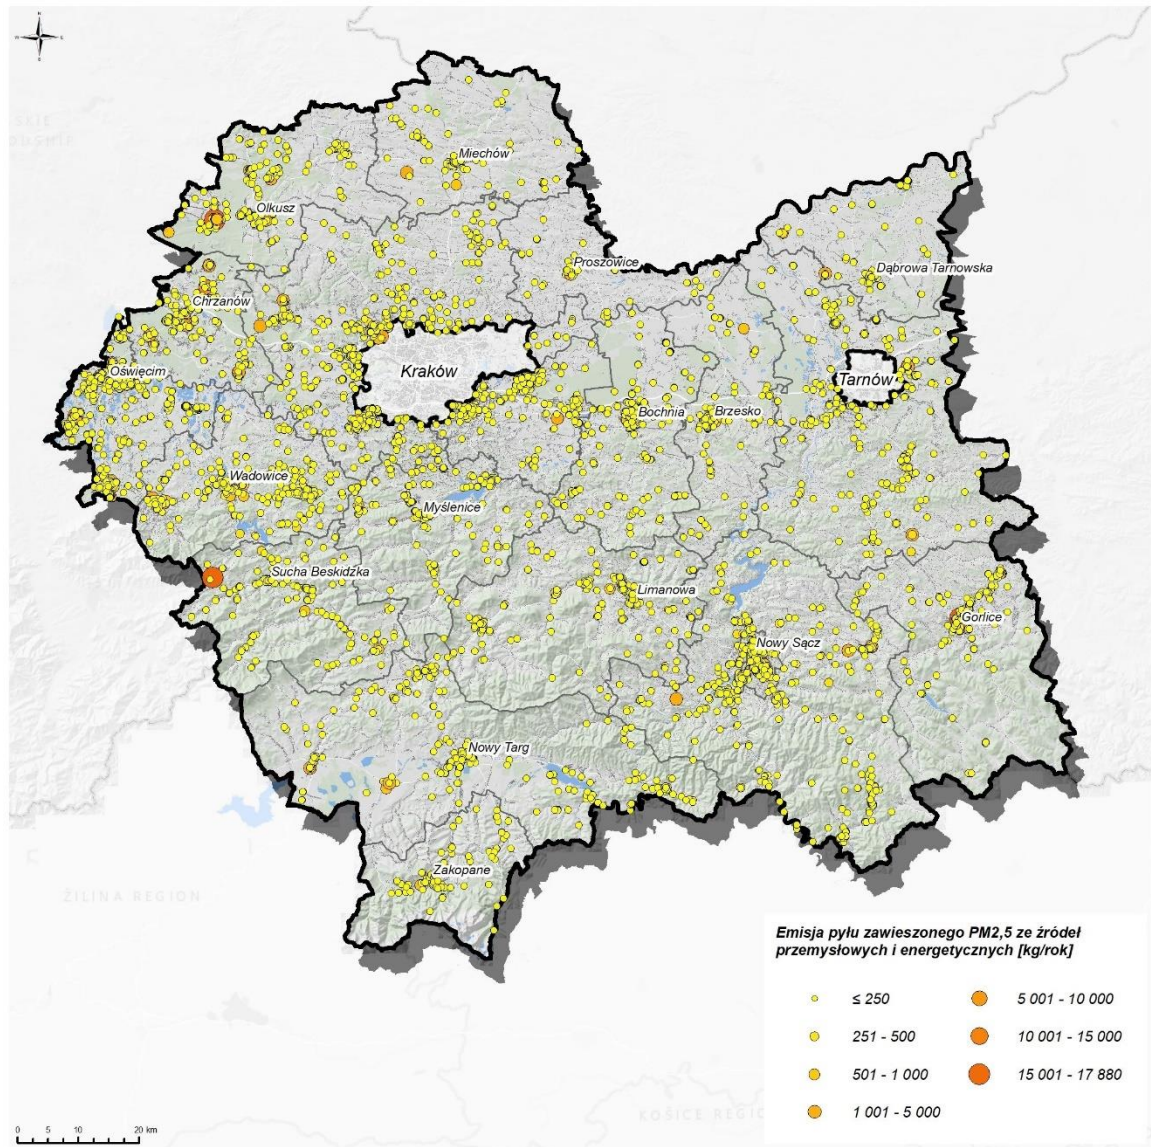 N
W
E
S
SKIE
Miechów
Olkusz
Proszowice
Dąbrowa Tarnowska
Chrzanów
Oświęcim
Kraków
Tarnów
Bochnia
Brzesko
Wadowice
Myślenice
Sucha Beskidzka
Limanowa
Gorlice
Nowy Sącz
Nowy Targ
Zakopane
ŽILINA REGION
KOŠICE REGIO
Emisja pyłu zawieszonego PM2,5 ze źródeł
przemysłowych i energetycznych [kg/rok]
≤ 250
5 001 - 10 000
251 - 500
10 001 - 15 000
501 - 1 000
15 001 - 17 880
1 001 - 5 000
0 5 10 20 km